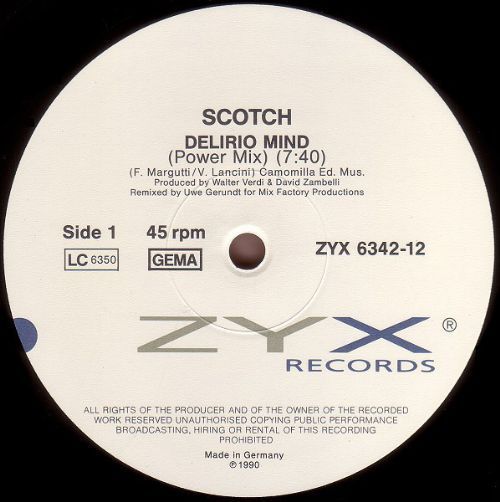 SCOTCH
DELIRIO MIND
(Power Mix) (7:40)
(F. Margutti/V. Lancini) Camomilla Ed. Mus.
Produced by Walter Verdi & David Zambelli
Remixed by Uwe Gerundt for Mix Factory Productions
Side 1 45 rpm ZYX 6342-12
LC 6350 GEMA
ZYX ®
RECORDS
ALL RIGHTS OF THE PRODUCER AND OF THE OWNER OF THE RECORDED
WORK RESERVED UNAUTHORISED COPYING PUBLIC PERFORMANCE
BROADCASTING, HIRING OR RENTAL OF THIS RECORDING
PROHIBITED
Made in Germany
℗ 1990